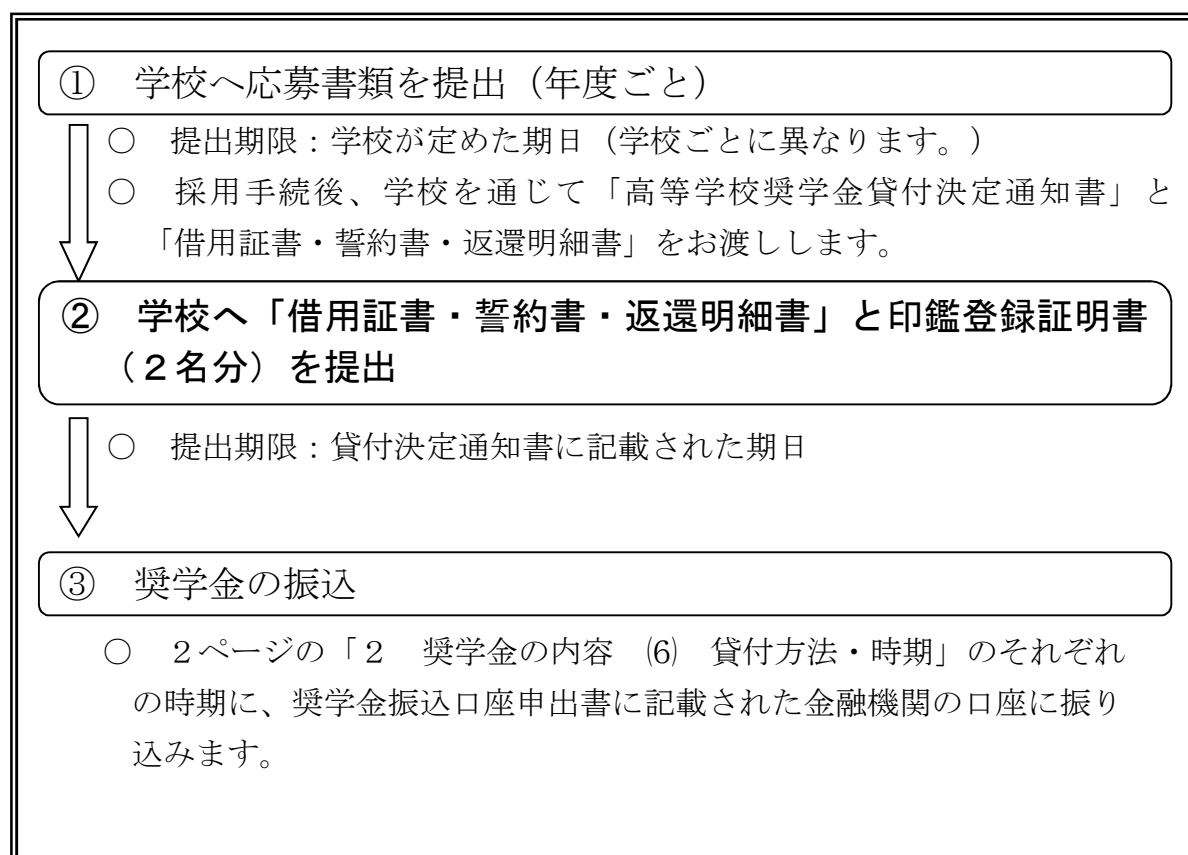 ① 学校へ応募書類を提出（年度ごと）
○ 提出期限：学校が定めた期日（学校ごとに異なります。）
○ 採用手続後、学校を通じて「高等学校奨学金貸付決定通知書」と
「借用証書・誓約書・返還明細書」をお渡しします。
② 学校へ「借用証書・誓約書・返還明細書」と印鑑登録証明書
（２名分）を提出
○ 提出期限：貸付決定通知書に記載された期日
③ 奨学金の振込
○ ２ページの「２ 奨学金の内容 ⑹ 貸付方法・時期」のそれぞれ
の時期に、奨学金振込口座申出書に記載された金融機関の口座に振り
込みます。